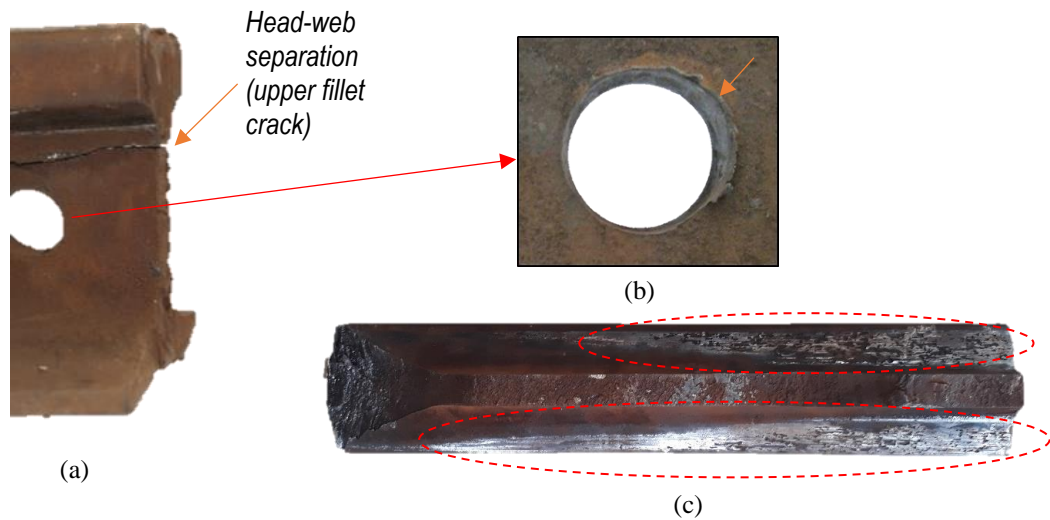 Head-web
separation
(upper fillet
crack)
(b)
(a)
(c)